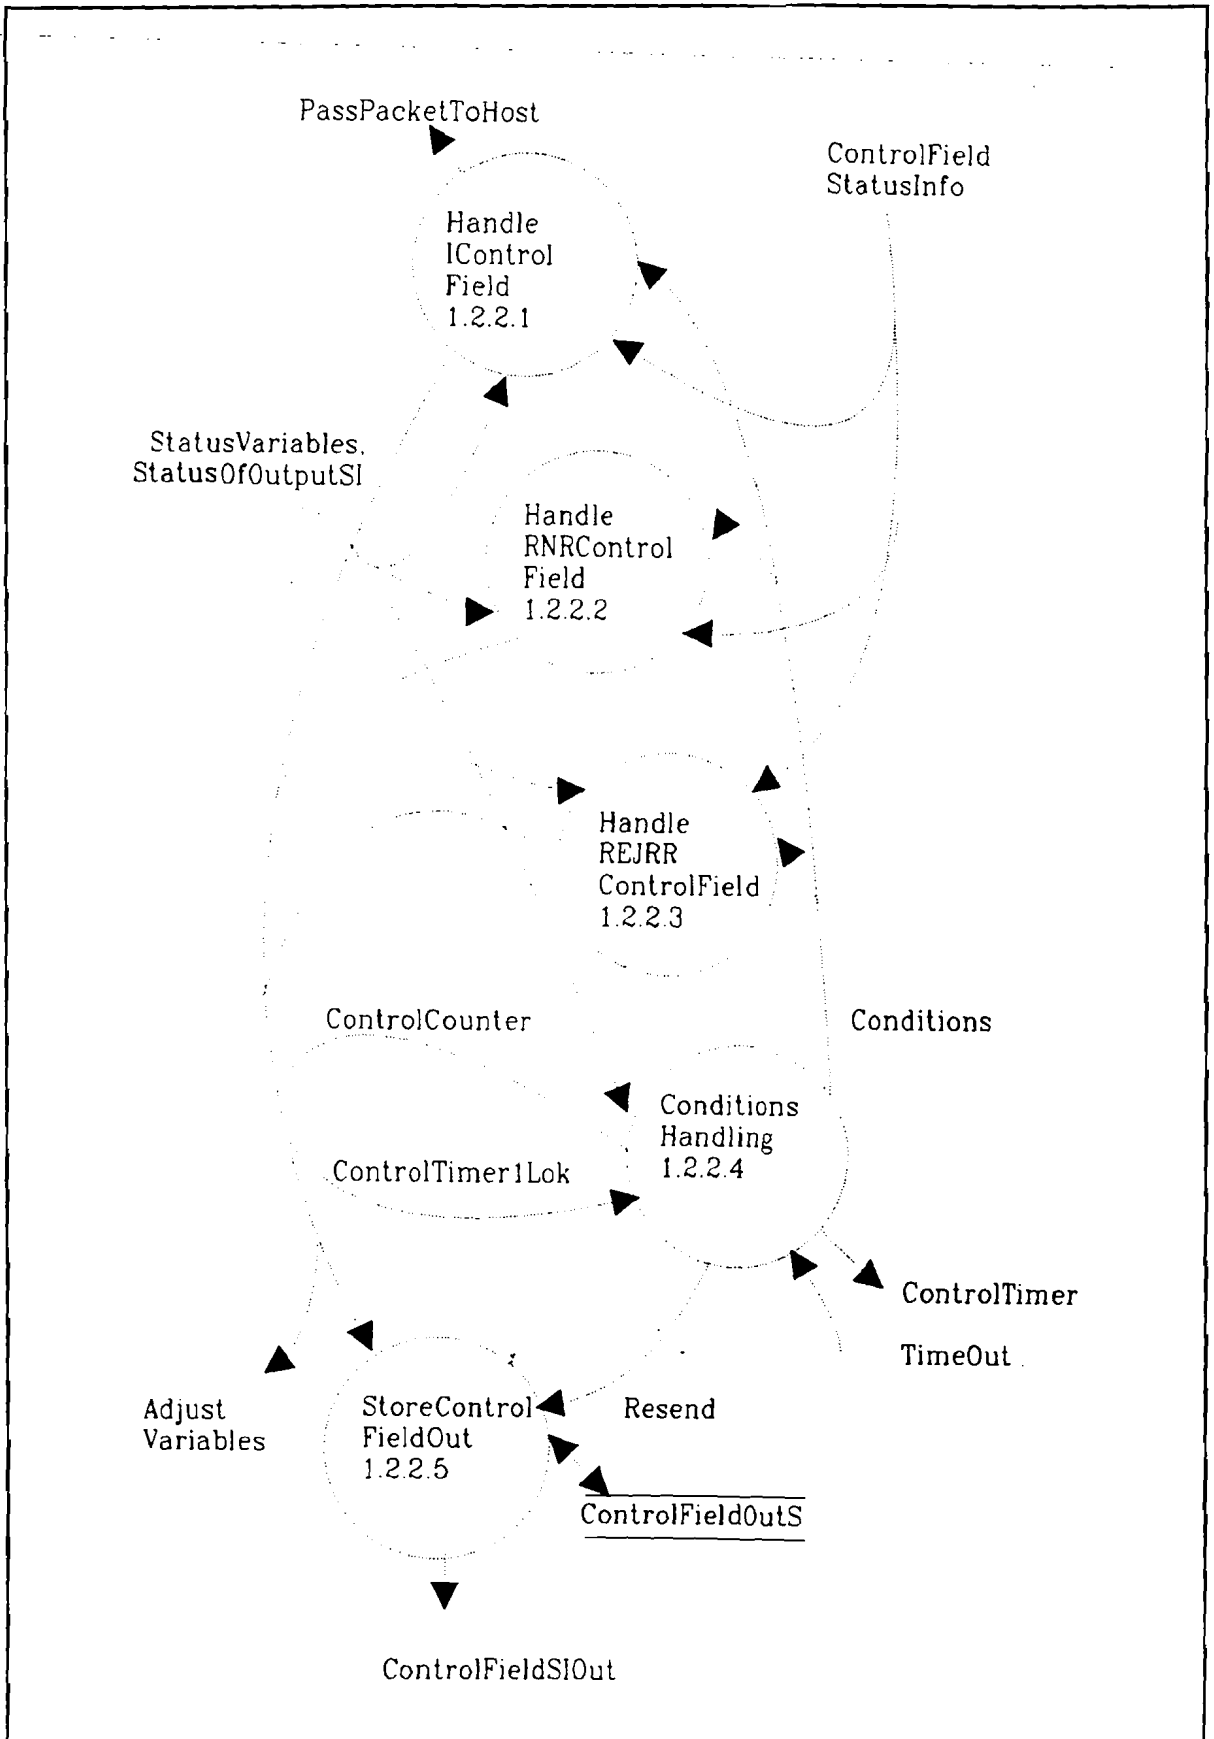 PassPacketToHost
ControlField
StatusInfo
Handle
IControl
Field
1.2.2.1
StatusVariables,
StatusOfOutputSI
Handle
RNRControl
Field
1.2.2.2
Handle
REJRR
ControlField
1.2.2.3
ControlCounter
Conditions
Conditions
Handling
1.2.2.4
ControlTimer1Lok
ControlTimer
TimeOut
Adjust
Variables
StoreControl
FieldOut
1.2.2.5
Resend
ControlFieldOutS
ControlFieldSIOut